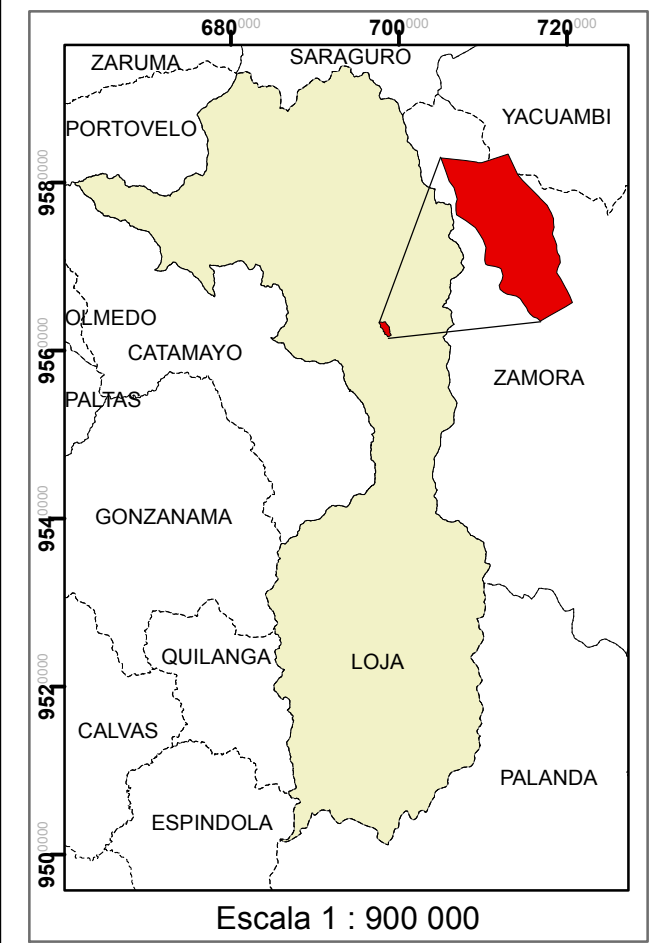 680000 700000 720000
ZARUMA
SARAGURO
YACUAMBI
PORTOVELO
9580000
OLMEDO
9560000
CATAMAYO
ZAMORA
PALTAS
GONZANAMA
9540000
QUILANGA
LOJA
9520000
CALVAS
PALANDA
ESPINDOLA
9500000
Escala 1 : 900 000